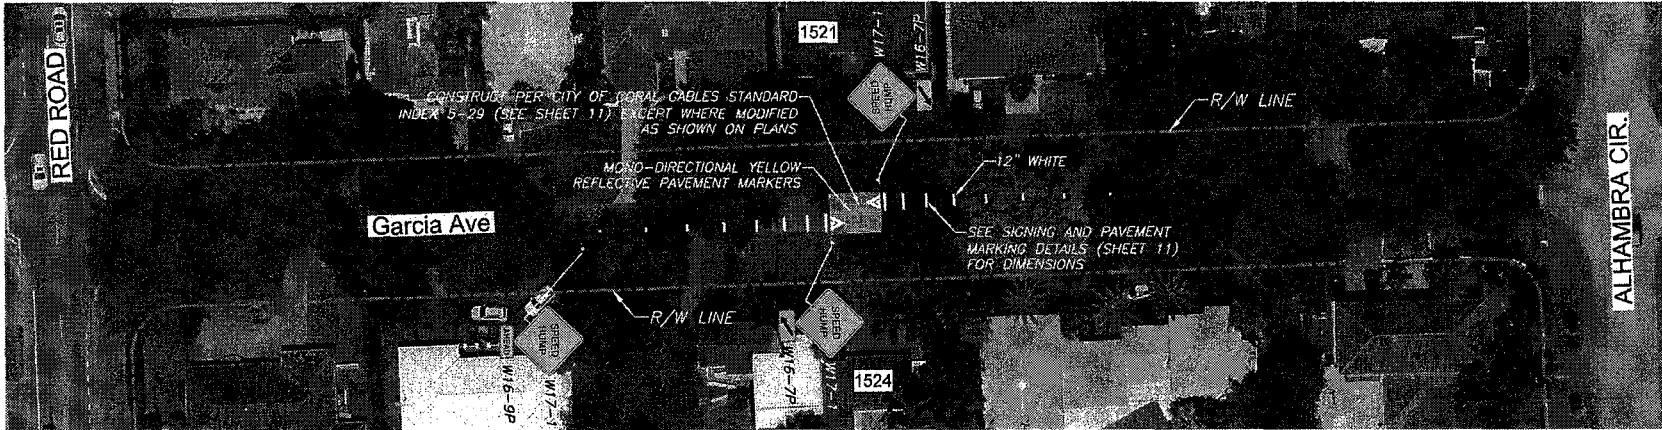 RED ROAD
1521
W17-1
W16-7P
SPEED
HUMP
CONSTRUCT PER CITY OF CORAL GABLES STANDARD
INDEX 5-29 (SEE SHEET 11) EXCEPT WHERE MODIFIED
AS SHOWN ON PLANS
R/W LINE
MONO-DIRECTIONAL YELLOW
REFLECTIVE PAVEMENT MARKERS
12" WHITE
Garcia Ave
SEE SIGNING AND PAVEMENT
MARKING DETAILS (SHEET 11)
FOR DIMENSIONS
ALHAMBRA CIR.
R/W LINE
SPEED
HUMP
W16-9P
W17-1
SPEED
HUMP
W16-7P
W17-1
1524